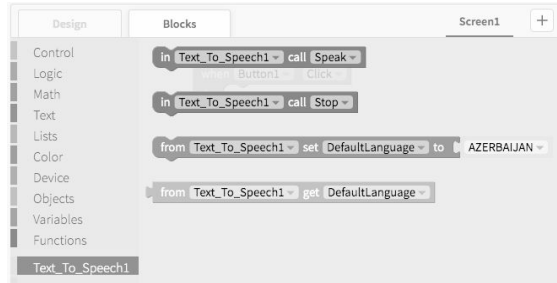 Design Blocks Screen1 +
Control
Logic
Math
Text
Lists
Color
Device
Objects
Variables
Functions
Text_To_Speech1
in Text_To_Speech1 call Speak
when Button1 Click
in Text_To_Speech1 call Stop
from Text_To_Speech1 set DefaultLanguage to AZERBAIJAN
from Text_To_Speech1 get DefaultLanguage